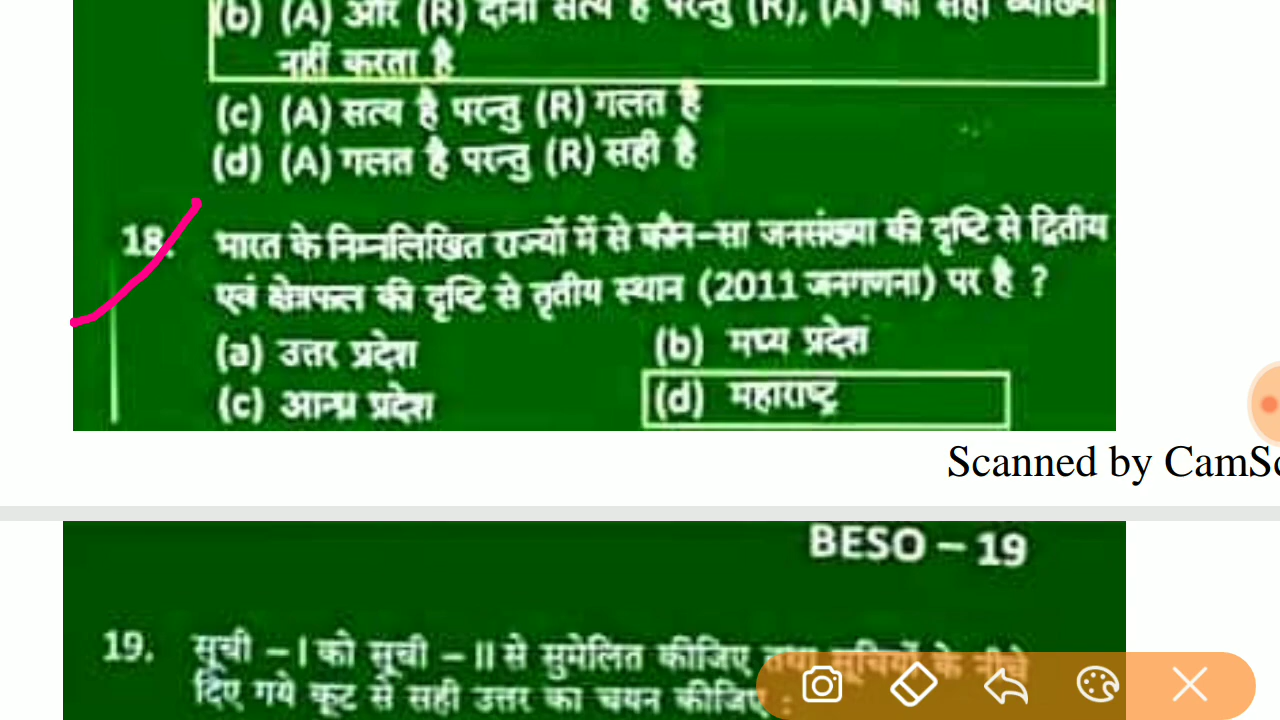 (b) (A) और (R) दोनों सत्य है परन्तु (R), (A) की सही व्याख्या
नहीं करता है
(c) (A) सत्य है परन्तु (R) गलत है
(d) (A) गलत है परन्तु (R) सही है
18. भारत के निम्नलिखित राज्यों में से कौन-सा जनसंख्या की दृष्टि से द्वितीय
एवं क्षेत्रफल की दृष्टि से तृतीय स्थान (2011 जनगणना) पर है ?
(a) उत्तर प्रदेश (b) मध्य प्रदेश
(c) आन्ध्र प्रदेश (d) महाराष्ट्र
Scanned by CamSc
BESO – 19
19. सूची – I को सूची – II से सुमेलित कीजिए तथा सूचियों के नीचे
दिए गये कूट से सही उत्तर का चयन कीजिए :